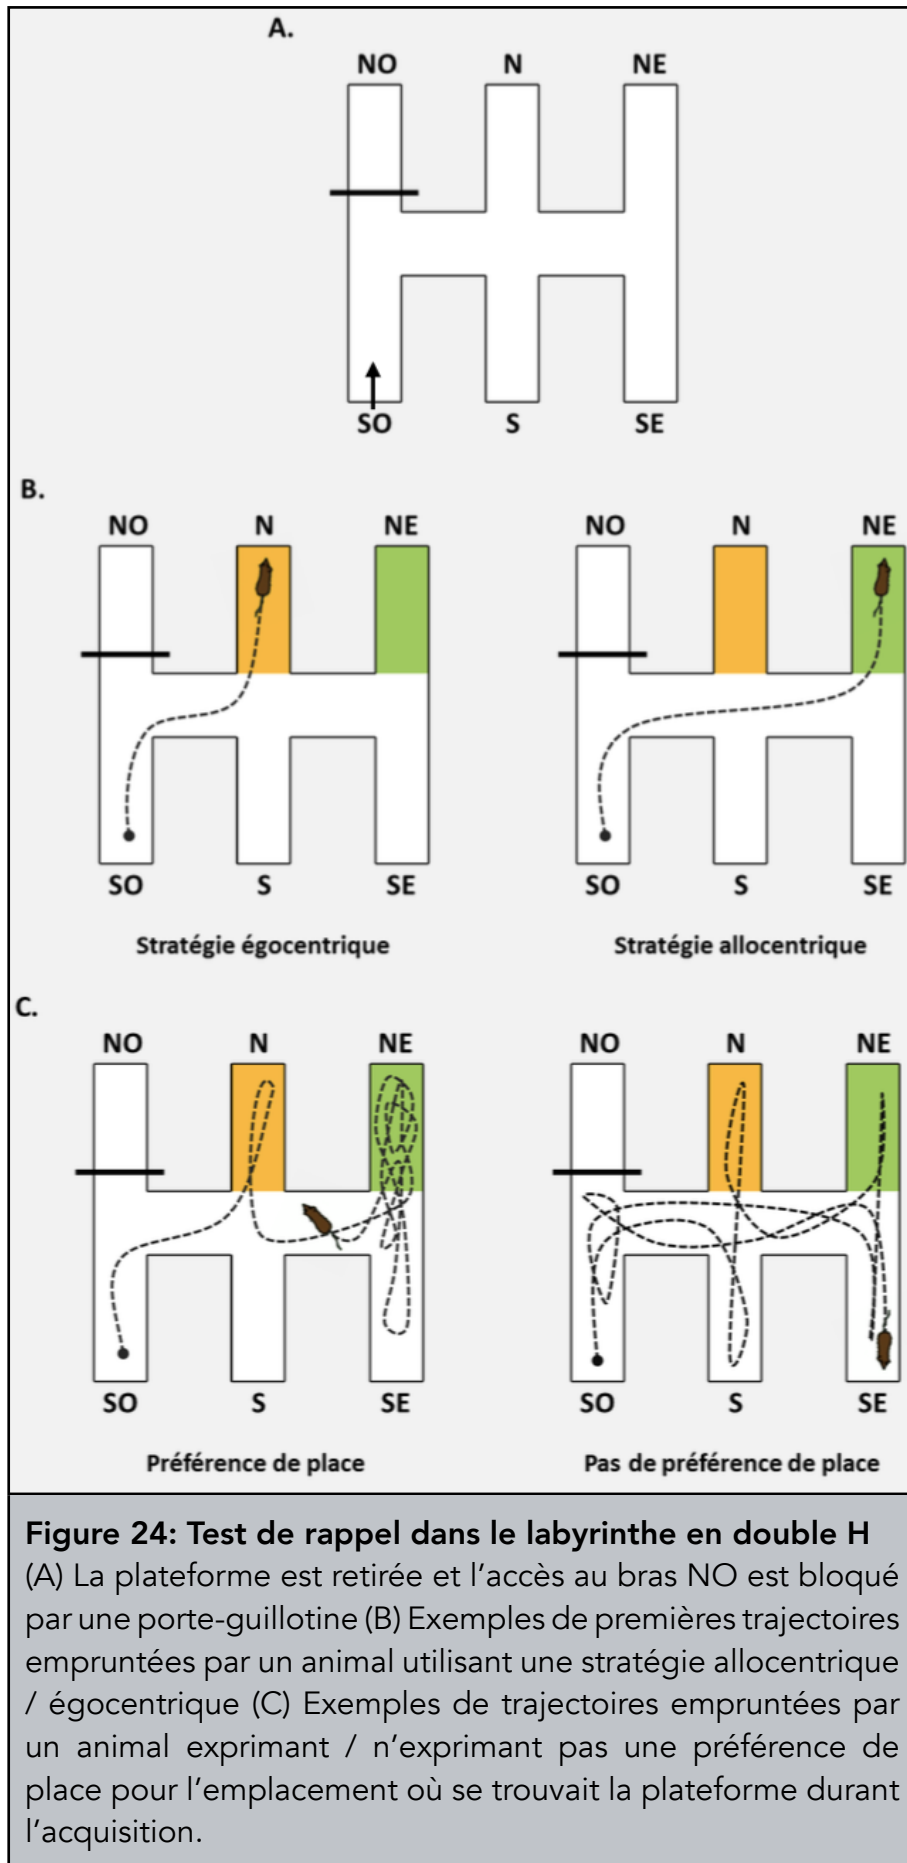 A.
NO N NE
SO S SE
B.
NO N NE NO N NE
SO S SE SO S SE
Stratégie égocentrique Stratégie allocentrique
C.
NO N NE NO N NE
SO S SE SO S SE
Préférence de place Pas de préférence de place
Figure 24: Test de rappel dans le labyrinthe en double H
(A) La plateforme est retirée et l’accès au bras NO est bloqué
par une porte-guillotine (B) Exemples de premières trajectoires
empruntées par un animal utilisant une stratégie allocentrique
/ égocentrique (C) Exemples de trajectoires empruntées par
un animal exprimant / n’exprimant pas une préférence de
place pour l’emplacement où se trouvait la plateforme durant
l’acquisition.